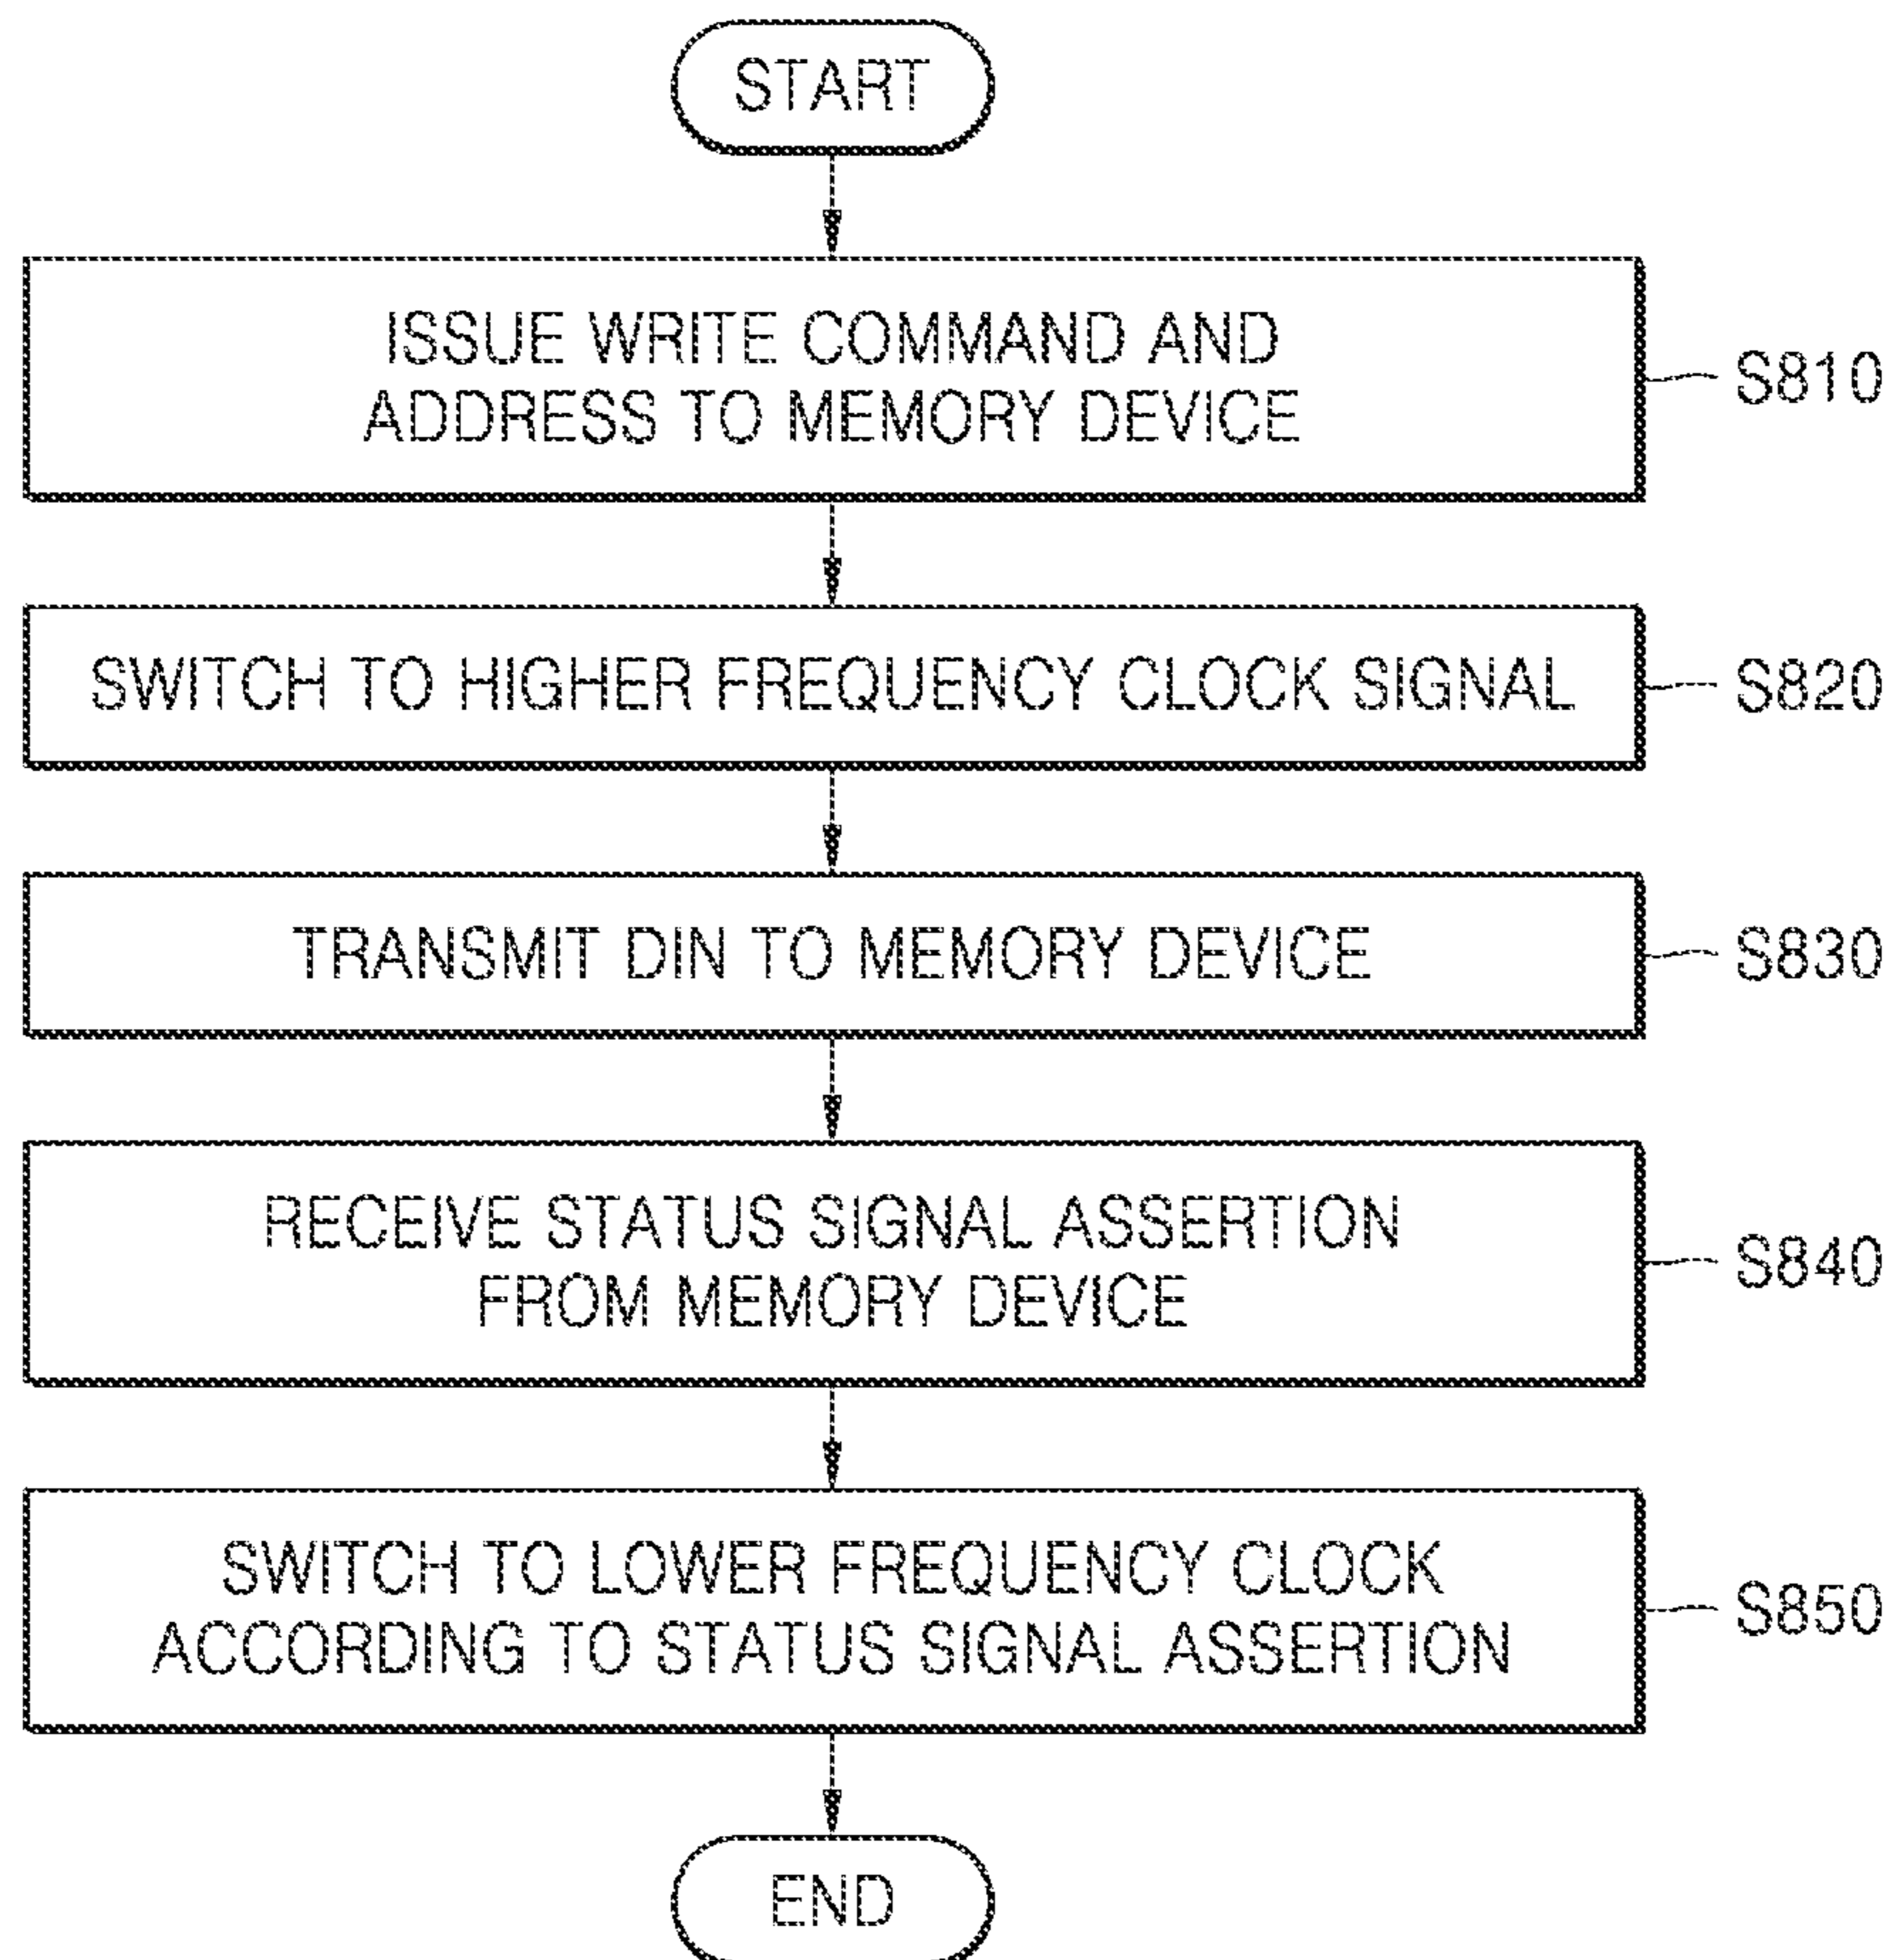 START
ISSUE WRITE COMMAND AND
ADDRESS TO MEMORY DEVICE
S810
SWITCH TO HIGHER FREQUENCY CLOCK SIGNAL
S820
TRANSMIT DIN TO MEMORY DEVICE
S830
RECEIVE STATUS SIGNAL ASSERTION
FROM MEMORY DEVICE
S840
SWITCH TO LOWER FREQUENCY CLOCK
ACCORDING TO STATUS SIGNAL ASSERTION
S850
END